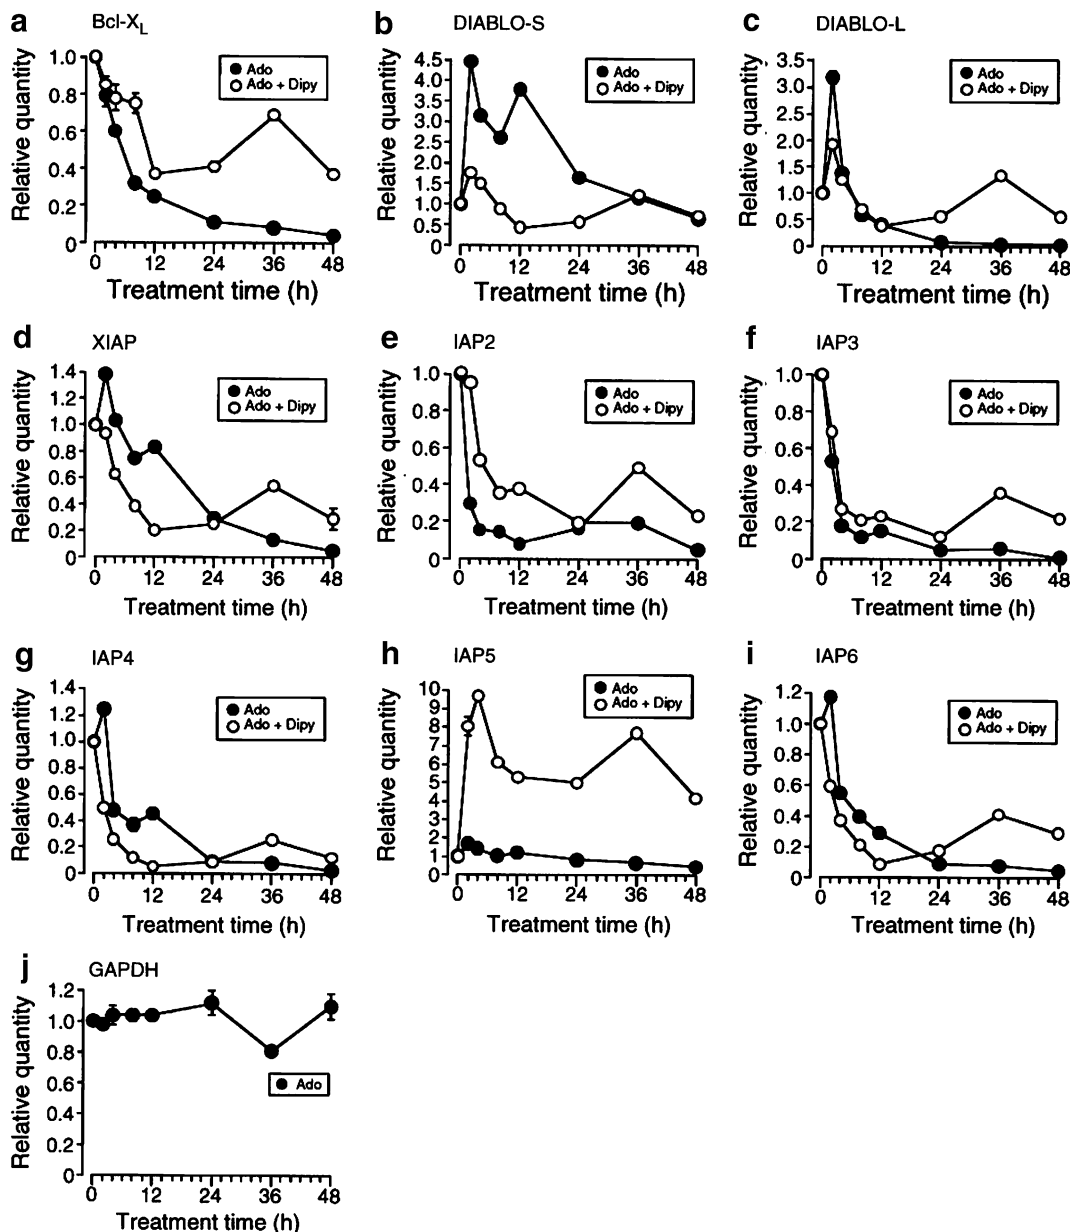 a Bcl-XL
Relative quantity
1.0
0.8
0.6
0.4
0.2
0
Ado
Ado + Dipy
0 12 24 36 48
Treatment time (h)
b DIABLO-S
Relative quantity
4.5
4.0
3.5
3.0
2.5
2.0
1.5
1.0
0.5
0
Ado
Ado + Dipy
0 12 24 36 48
Treatment time (h)
c DIABLO-L
Relative quantity
3.5
3.0
2.5
2.0
1.5
1.0
0.5
0
Ado
Ado + Dipy
0 12 24 36 48
Treatment time (h)
d XIAP
Relative quantity
1.4
1.2
1.0
0.8
0.6
0.4
0.2
0
Ado
Ado + Dipy
0 12 24 36 48
Treatment time (h)
e IAP2
Relative quantity
1.0
0.8
0.6
0.4
0.2
0
Ado
Ado + Dipy
0 12 24 36 48
Treatment time (h)
f IAP3
Relative quantity
1.0
0.8
0.6
0.4
0.2
0
Ado
Ado + Dipy
0 12 24 36 48
Treatment time (h)
g IAP4
Relative quantity
1.4
1.2
1.0
0.8
0.6
0.4
0.2
0
Ado
Ado + Dipy
0 12 24 36 48
Treatment time (h)
h IAP5
Relative quantity
10
9
8
7
6
5
4
3
2
1
0
Ado
Ado + Dipy
0 12 24 36 48
Treatment time (h)
i IAP6
Relative quantity
1.2
1.0
0.8
0.6
0.4
0.2
0
Ado
Ado + Dipy
0 12 24 36 48
Treatment time (h)
j GAPDH
Relative quantity
1.2
1.0
0.8
0.6
0.4
0.2
0
Ado
0 12 24 36 48
Treatment time (h)